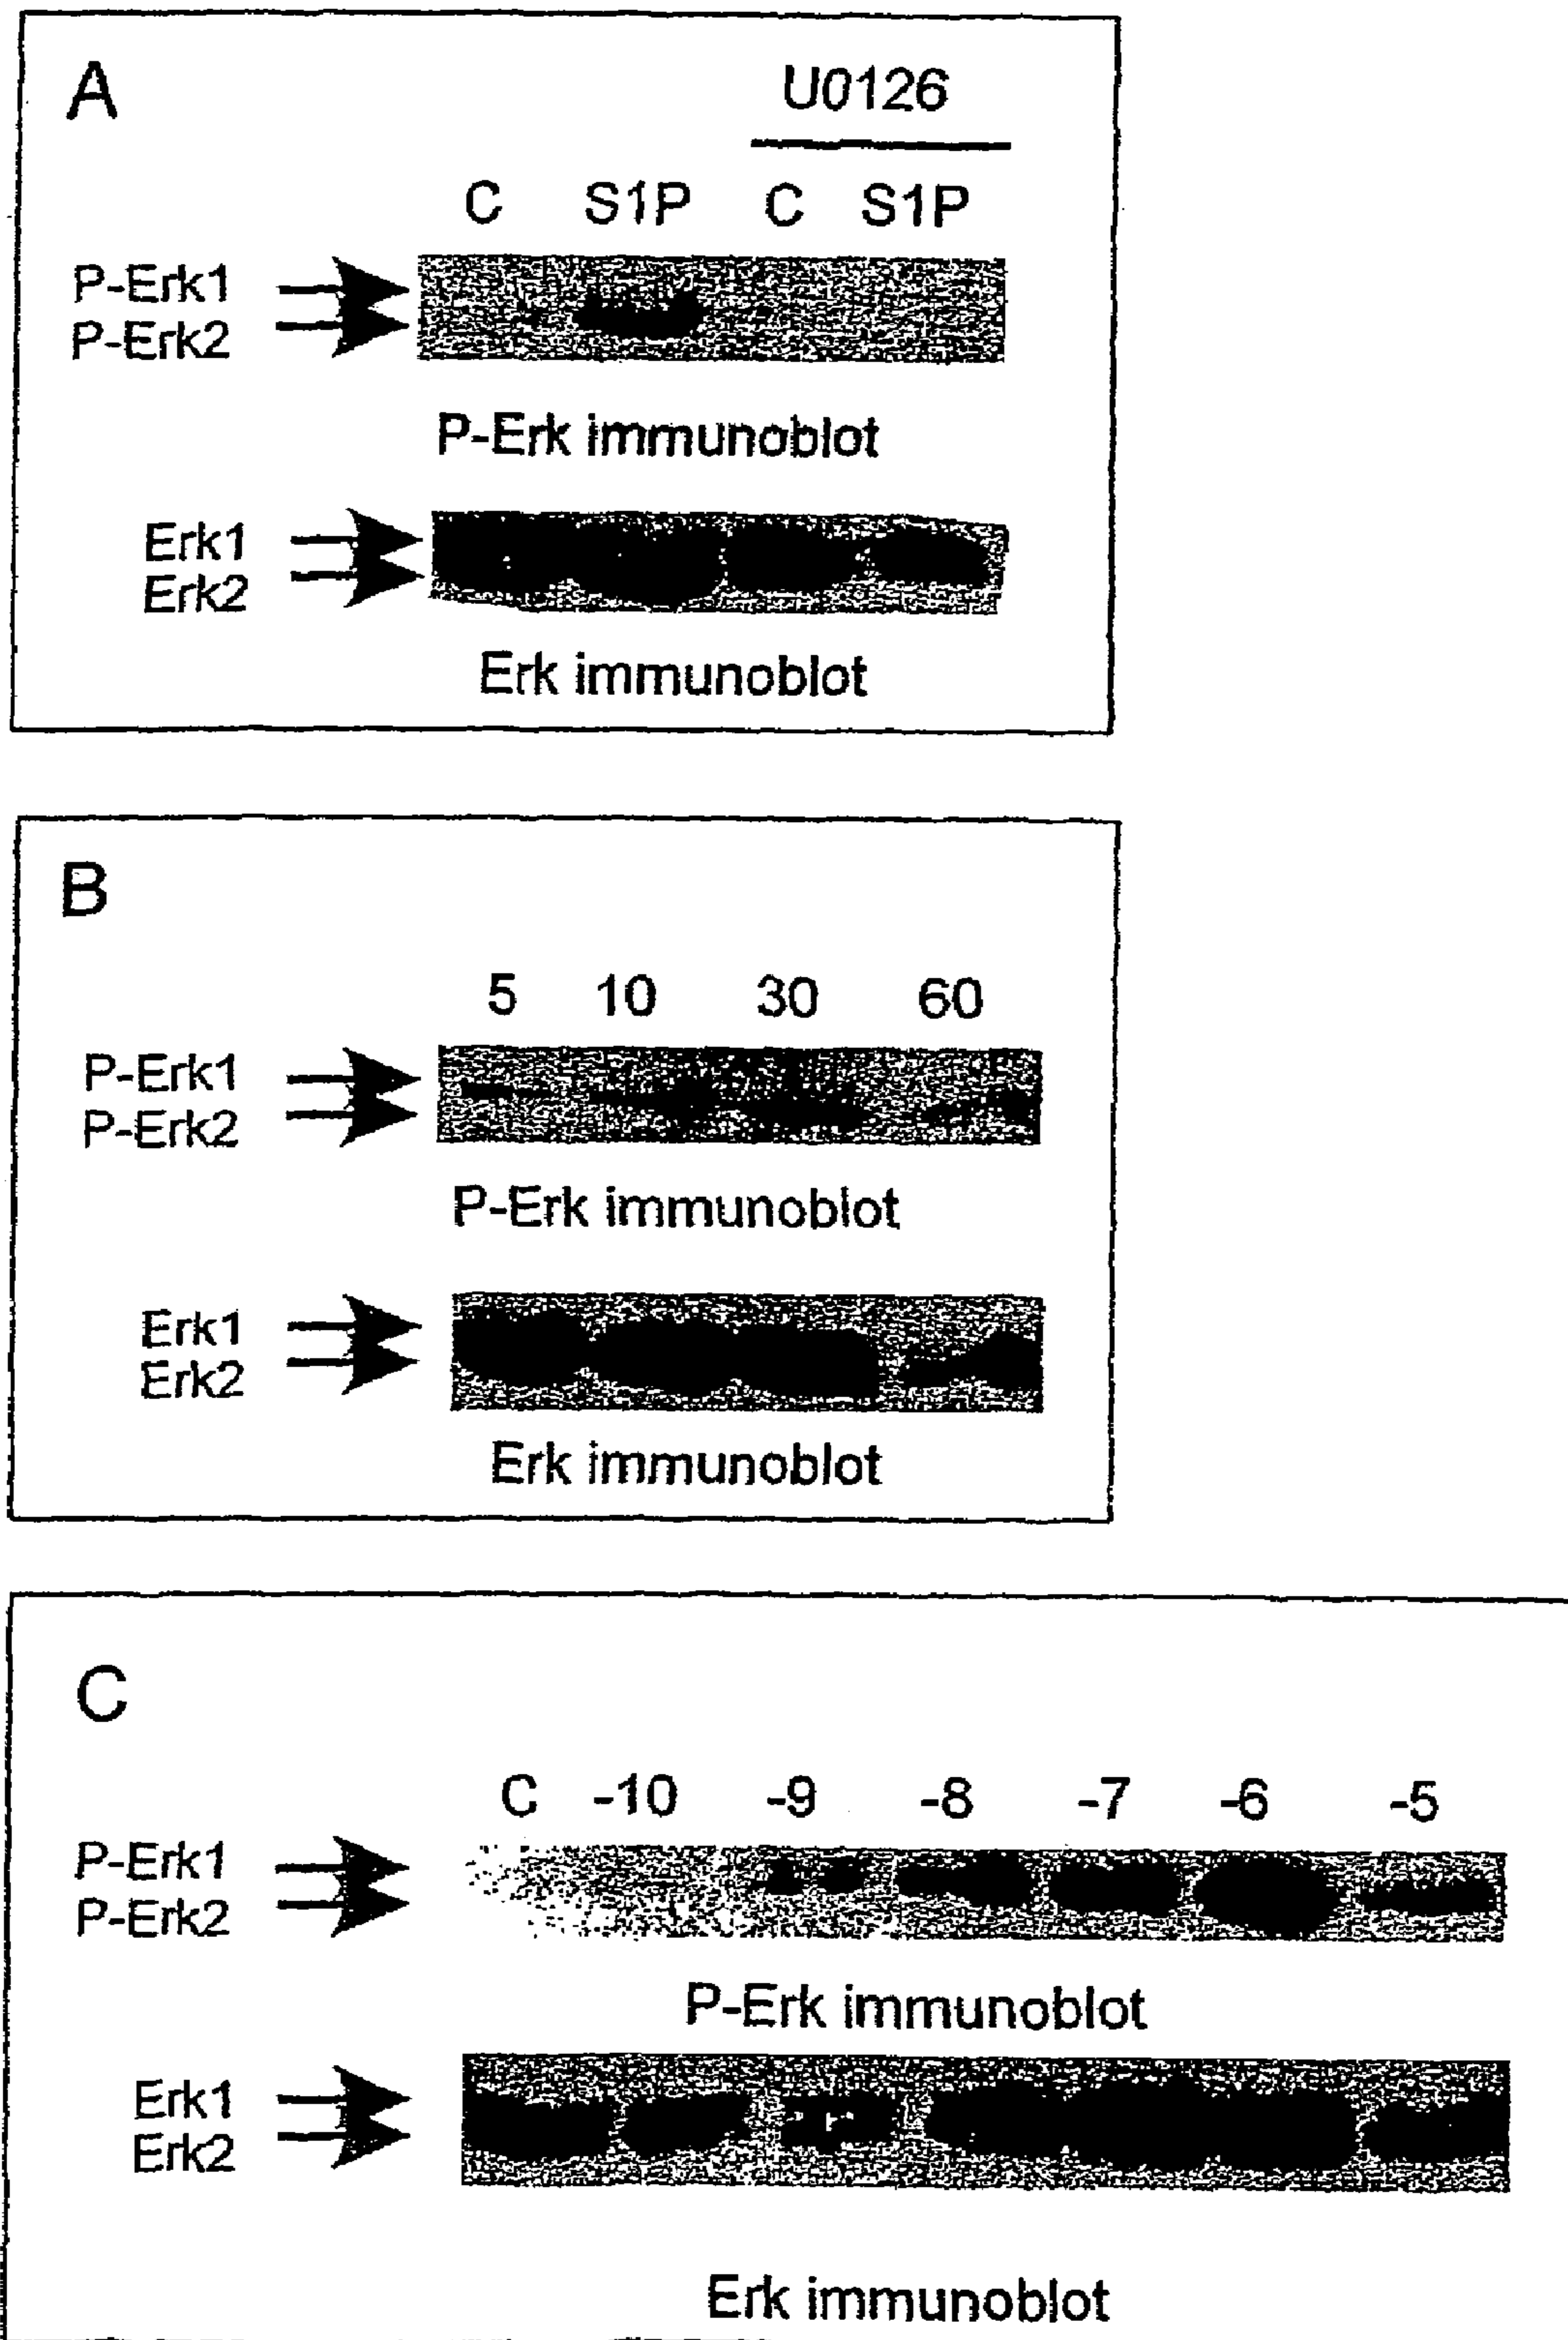 A
U0126
C S1P C S1P
P-Erk1
P-Erk2
P-Erk immunoblot
Erk1
Erk2
Erk immunoblot
B
5 10 30 60
P-Erk1
P-Erk2
P-Erk immunoblot
Erk1
Erk2
Erk immunoblot
C
C -10 -9 -8 -7 -6 -5
P-Erk1
P-Erk2
P-Erk immunoblot
Erk1
Erk2
Erk immunoblot